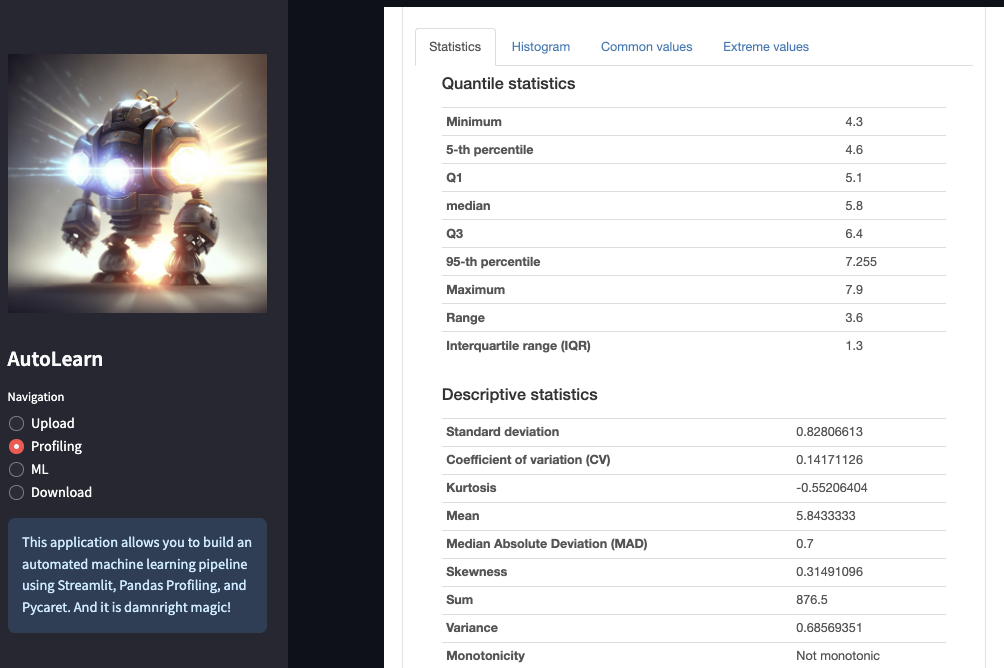 AutoLearn
Navigation
Upload
Profiling
ML
Download
This application allows you to build an
automated machine learning pipeline
using Streamlit, Pandas Profiling, and
Pycaret. And it is damnright magic!
Statistics Histogram Common values Extreme values
Quantile statistics
Minimum 4.3
5-th percentile 4.6
Q1 5.1
median 5.8
Q3 6.4
95-th percentile 7.255
Maximum 7.9
Range 3.6
Interquartile range (IQR) 1.3
Descriptive statistics
Standard deviation 0.82806613
Coefficient of variation (CV) 0.14171126
Kurtosis -0.55206404
Mean 5.8433333
Median Absolute Deviation (MAD) 0.7
Skewness 0.31491096
Sum 876.5
Variance 0.68569351
Monotonicity Not monotonic